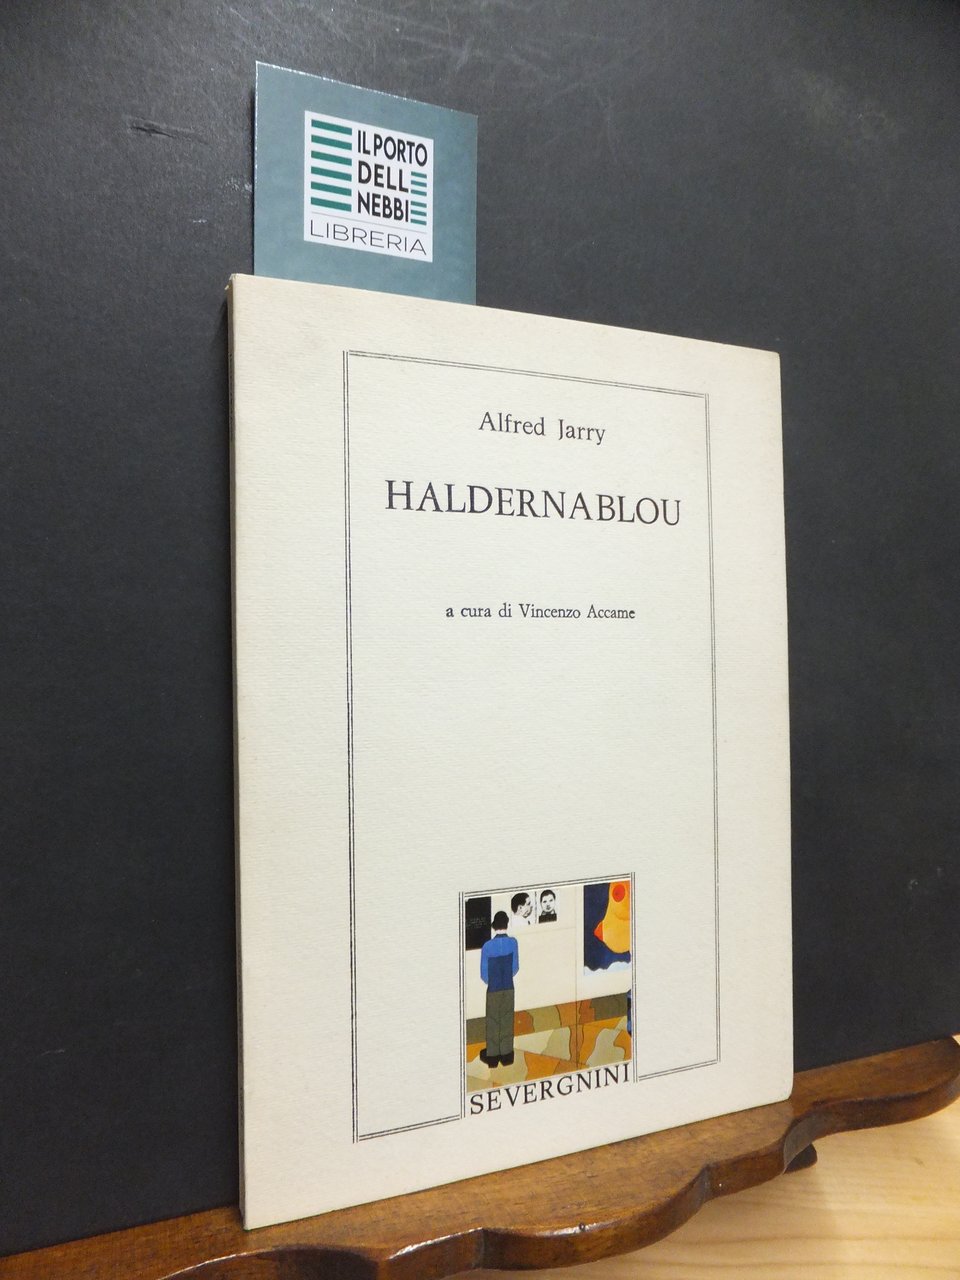 IL PORTO
DELL
NEBBI
LIBRERIA
Alfred Jarry
HALDERNABLOU
a cura di Vincenzo Accame
SEVERGNINI